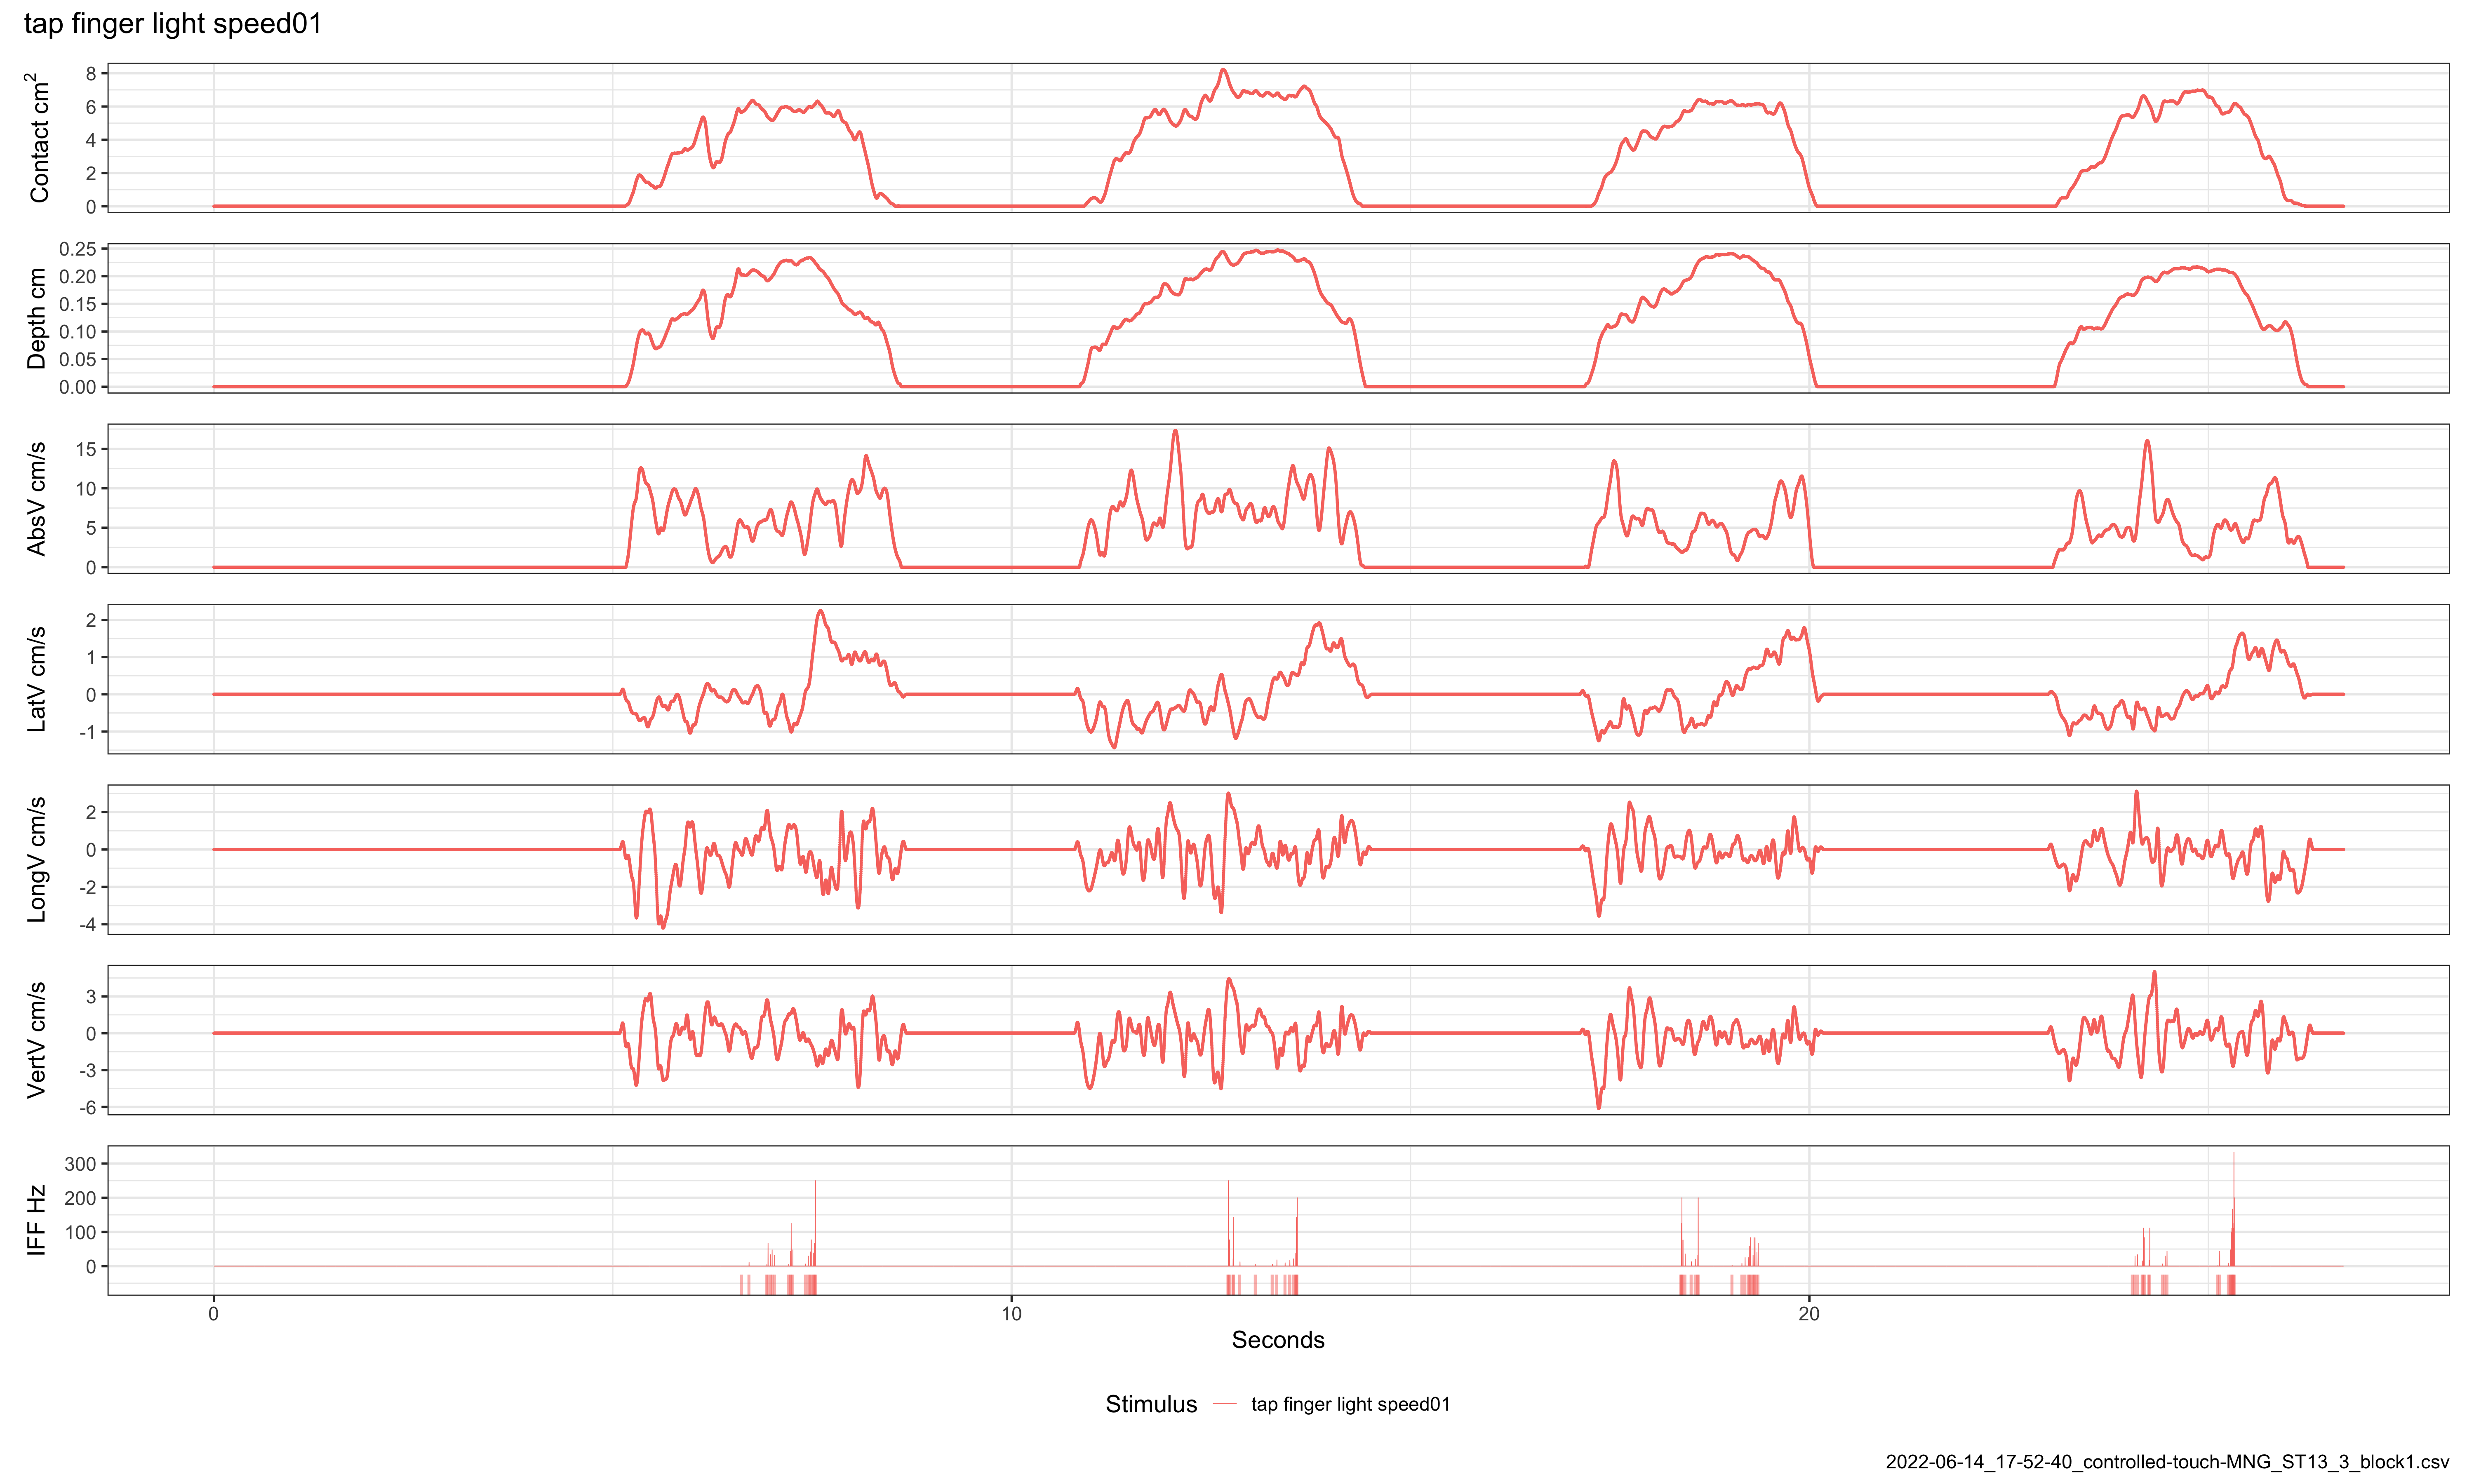 tap finger light speed01
Contact cm²
8
6
4
2
0
Depth cm
0.25
0.20
0.15
0.10
0.05
0.00
AbsV cm/s
15
10
5
0
LatV cm/s
2
1
0
-1
LongV cm/s
2
0
-2
-4
VertV cm/s
3
0
-3
-6
IFF Hz
300
200
100
0
0 10 20
Seconds
Stimulus tap finger light speed01
2022-06-14_17-52-40_controlled-touch-MNG_ST13_3_block1.csv